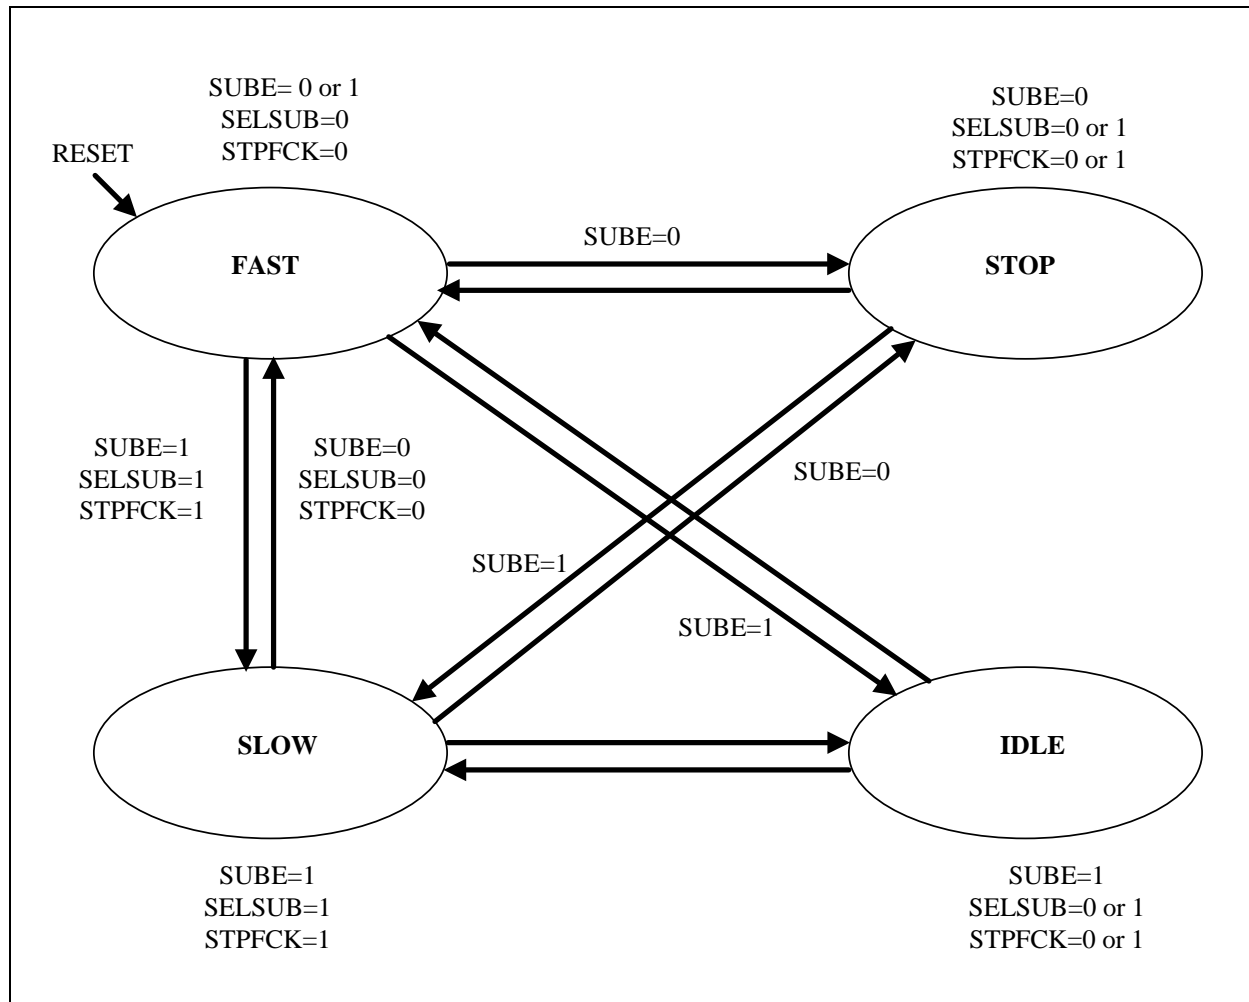 SUBE= 0 or 1
SELSUB=0
STPFCK=0
RESET
FAST
SUBE=0
SUBE=0
SELSUB=0 or 1
STPFCK=0 or 1
STOP
SUBE=1
SELSUB=1
STPFCK=1
SUBE=0
SELSUB=0
STPFCK=0
SUBE=0
SUBE=1
SUBE=1
SLOW
IDLE
SUBE=1
SELSUB=1
STPFCK=1
SUBE=1
SELSUB=0 or 1
STPFCK=0 or 1